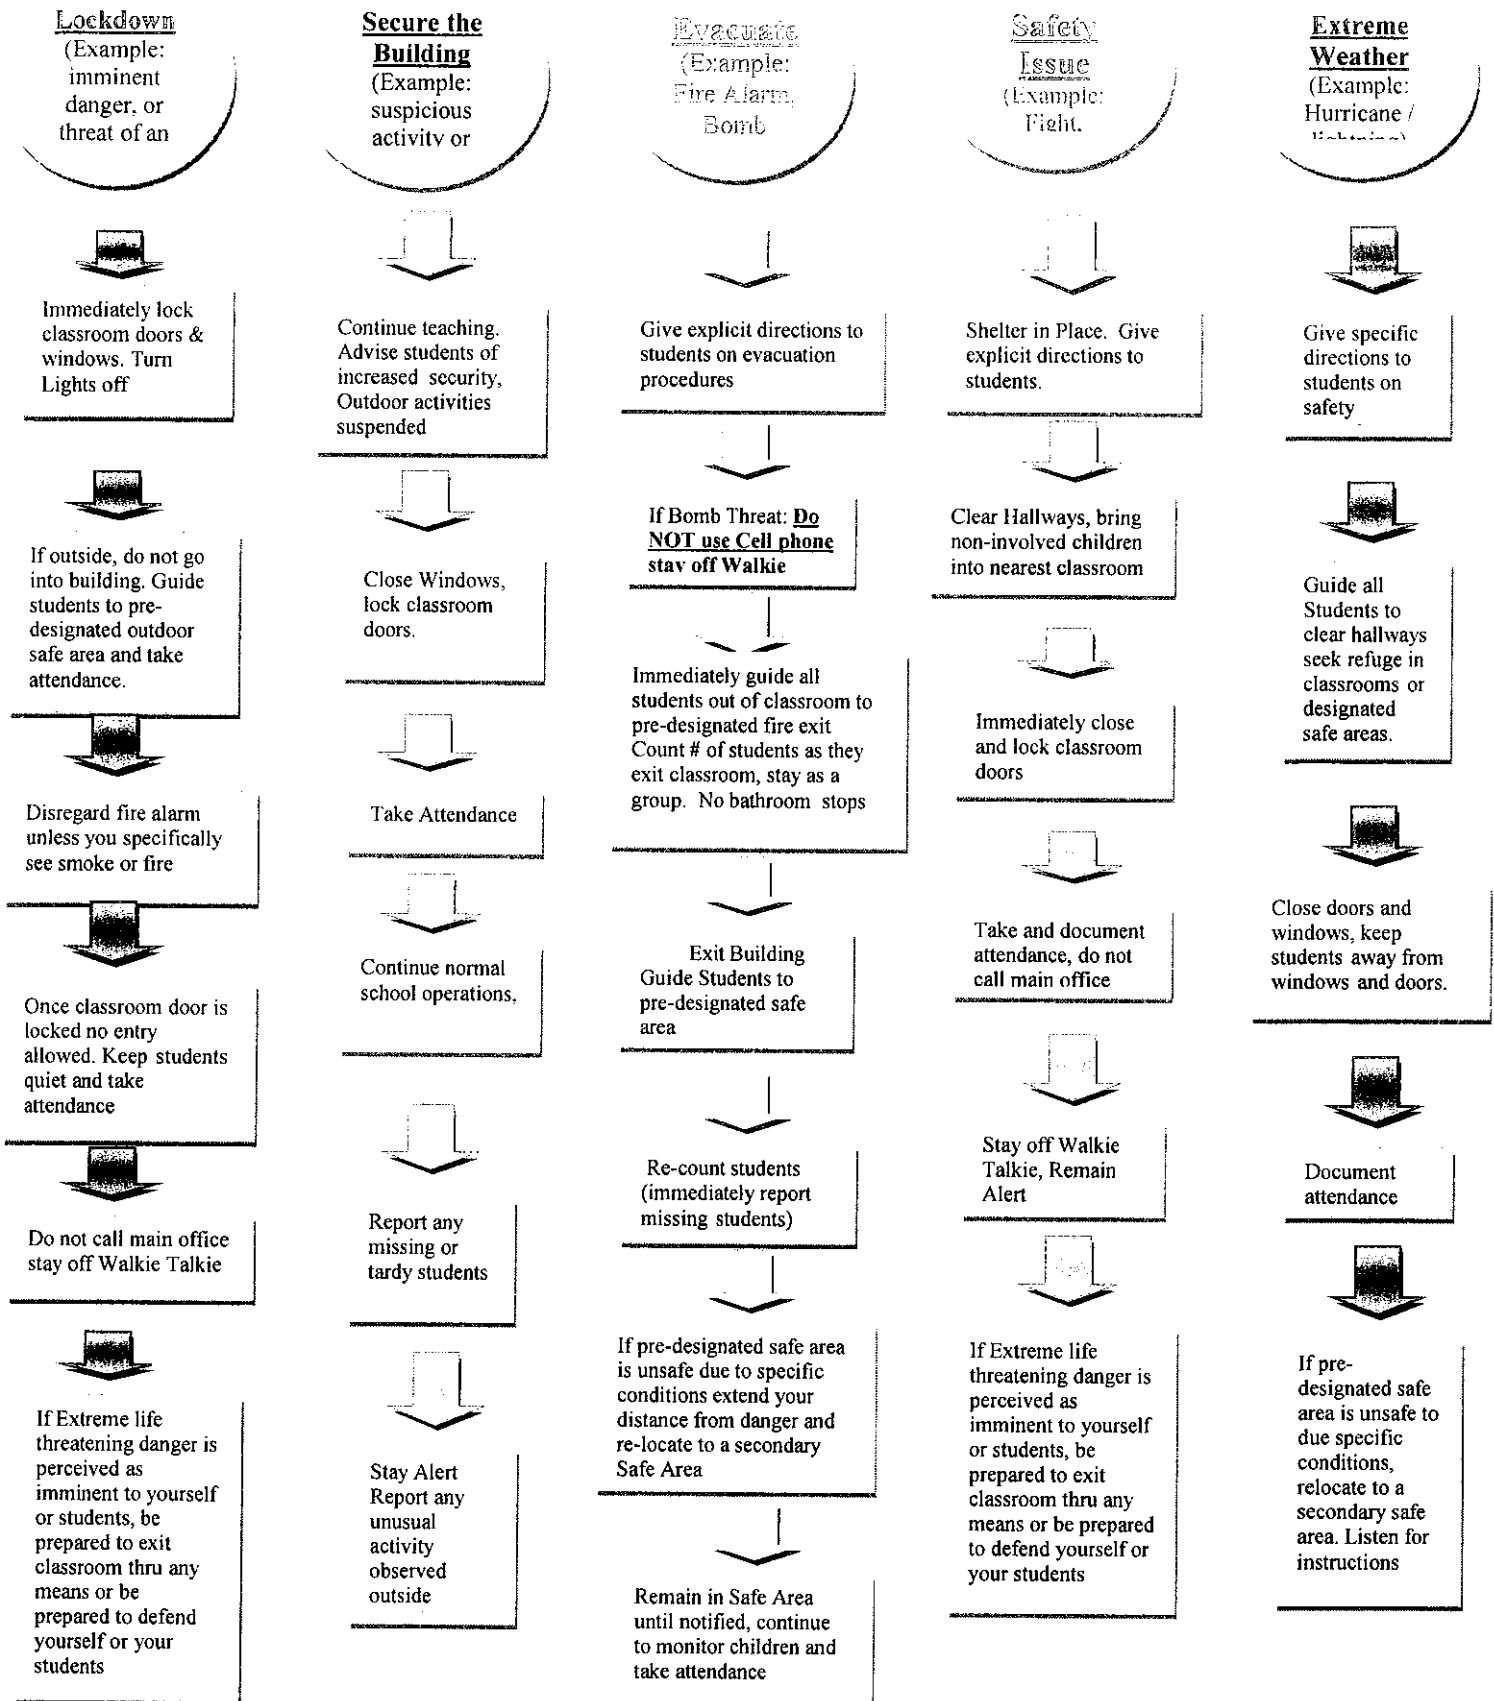 Lockdown
(Example:
imminent
danger, or
threat of an
Immediately lock
classroom doors &
windows. Turn
Lights off
If outside, do not go
into building. Guide
students to pre-
designated outdoor
safe area and take
attendance.
Disregard fire alarm
unless you specifically
see smoke or fire
Once classroom door is
locked no entry
allowed. Keep students
quiet and take
attendance
Do not call main office
stay off Walkie Talkie
If Extreme life
threatening danger is
perceived as
imminent to yourself
or students, be
prepared to exit
classroom thru any
means or be
prepared to defend
yourself or your
students
Secure the
Building
(Example:
suspicious
activity or
Continue teaching.
Advise students of
increased security,
Outdoor activities
suspended
Close Windows,
lock classroom
doors.
Take Attendance
Continue normal
school operations,
Report any
missing or
tardy students
Stay Alert
Report any
unusual
activity
observed
outside
Evacuate
(Example:
Fire Alarm,
Bomb
Give explicit directions to
students on evacuation
procedures
If Bomb Threat: Do
NOT use Cell phone
stay off Walkie
Immediately guide all
students out of classroom to
pre-designated fire exit
Count # of students as they
exit classroom, stay as a
group. No bathroom stops
Exit Building
Guide Students to
pre-designated safe
area
Re-count students
(immediately report
missing students)
If pre-designated safe area
is unsafe due to specific
conditions extend your
distance from danger and
re-locate to a secondary
Safe Area
Remain in Safe Area
until notified, continue
to monitor children and
take attendance
Safety
Issue
(Example:
Fight.
Shelter in Place. Give
explicit directions to
students.
Clear Hallways, bring
non-involved children
into nearest classroom
Immediately close
and lock classroom
doors
Take and document
attendance, do not
call main office
Stay off Walkie
Talkie, Remain
Alert
If Extreme life
threatening danger is
perceived as
imminent to yourself
or students, be
prepared to exit
classroom thru any
means or be prepared
to defend yourself or
your students
Extreme
Weather
(Example:
Hurricane /
lightning)
Give specific
directions to
students on
safety
Guide all
Students to
clear hallways
seek refuge in
classrooms or
designated
safe areas.
Close doors and
windows, keep
students away from
windows and doors.
Document
attendance
If pre-
designated safe
area is unsafe to
due specific
conditions,
relocate to a
secondary safe
area. Listen for
instructions